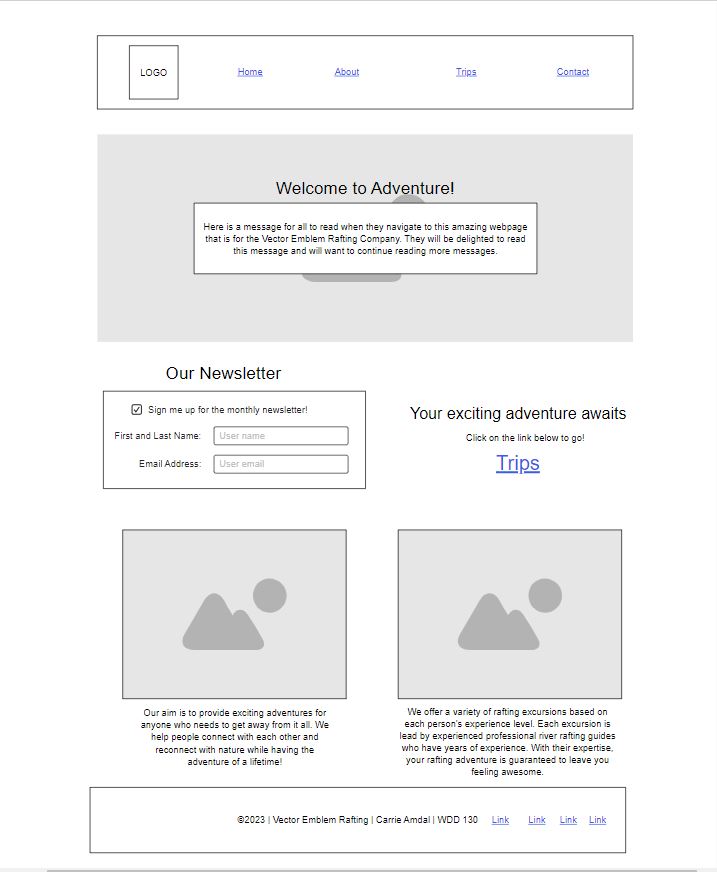 LOGO
Home
About
Trips
Contact
Welcome to Adventure!
Here is a message for all to read when they navigate to this amazing webpage
that is for the Vector Emblem Rafting Company. They will be delighted to read
this message and will want to continue reading more messages.
Our Newsletter
Sign me up for the monthly newsletter!
First and Last Name:
User name
Email Address:
User email
Your exciting adventure awaits
Click on the link below to go!
Trips
Our aim is to provide exciting adventures for
anyone who needs to get away from it all. We
help people connect with each other and
reconnect with nature while having the
adventure of a lifetime!
We offer a variety of rafting excursions based on
each person's experience level. Each excursion is
lead by experienced professional river rafting guides
who have years of experience. With their expertise,
your rafting adventure is guaranteed to leave you
feeling awesome.
©2023 | Vector Emblem Rafting | Carrie Amdal | WDD 130
Link
Link
Link
Link